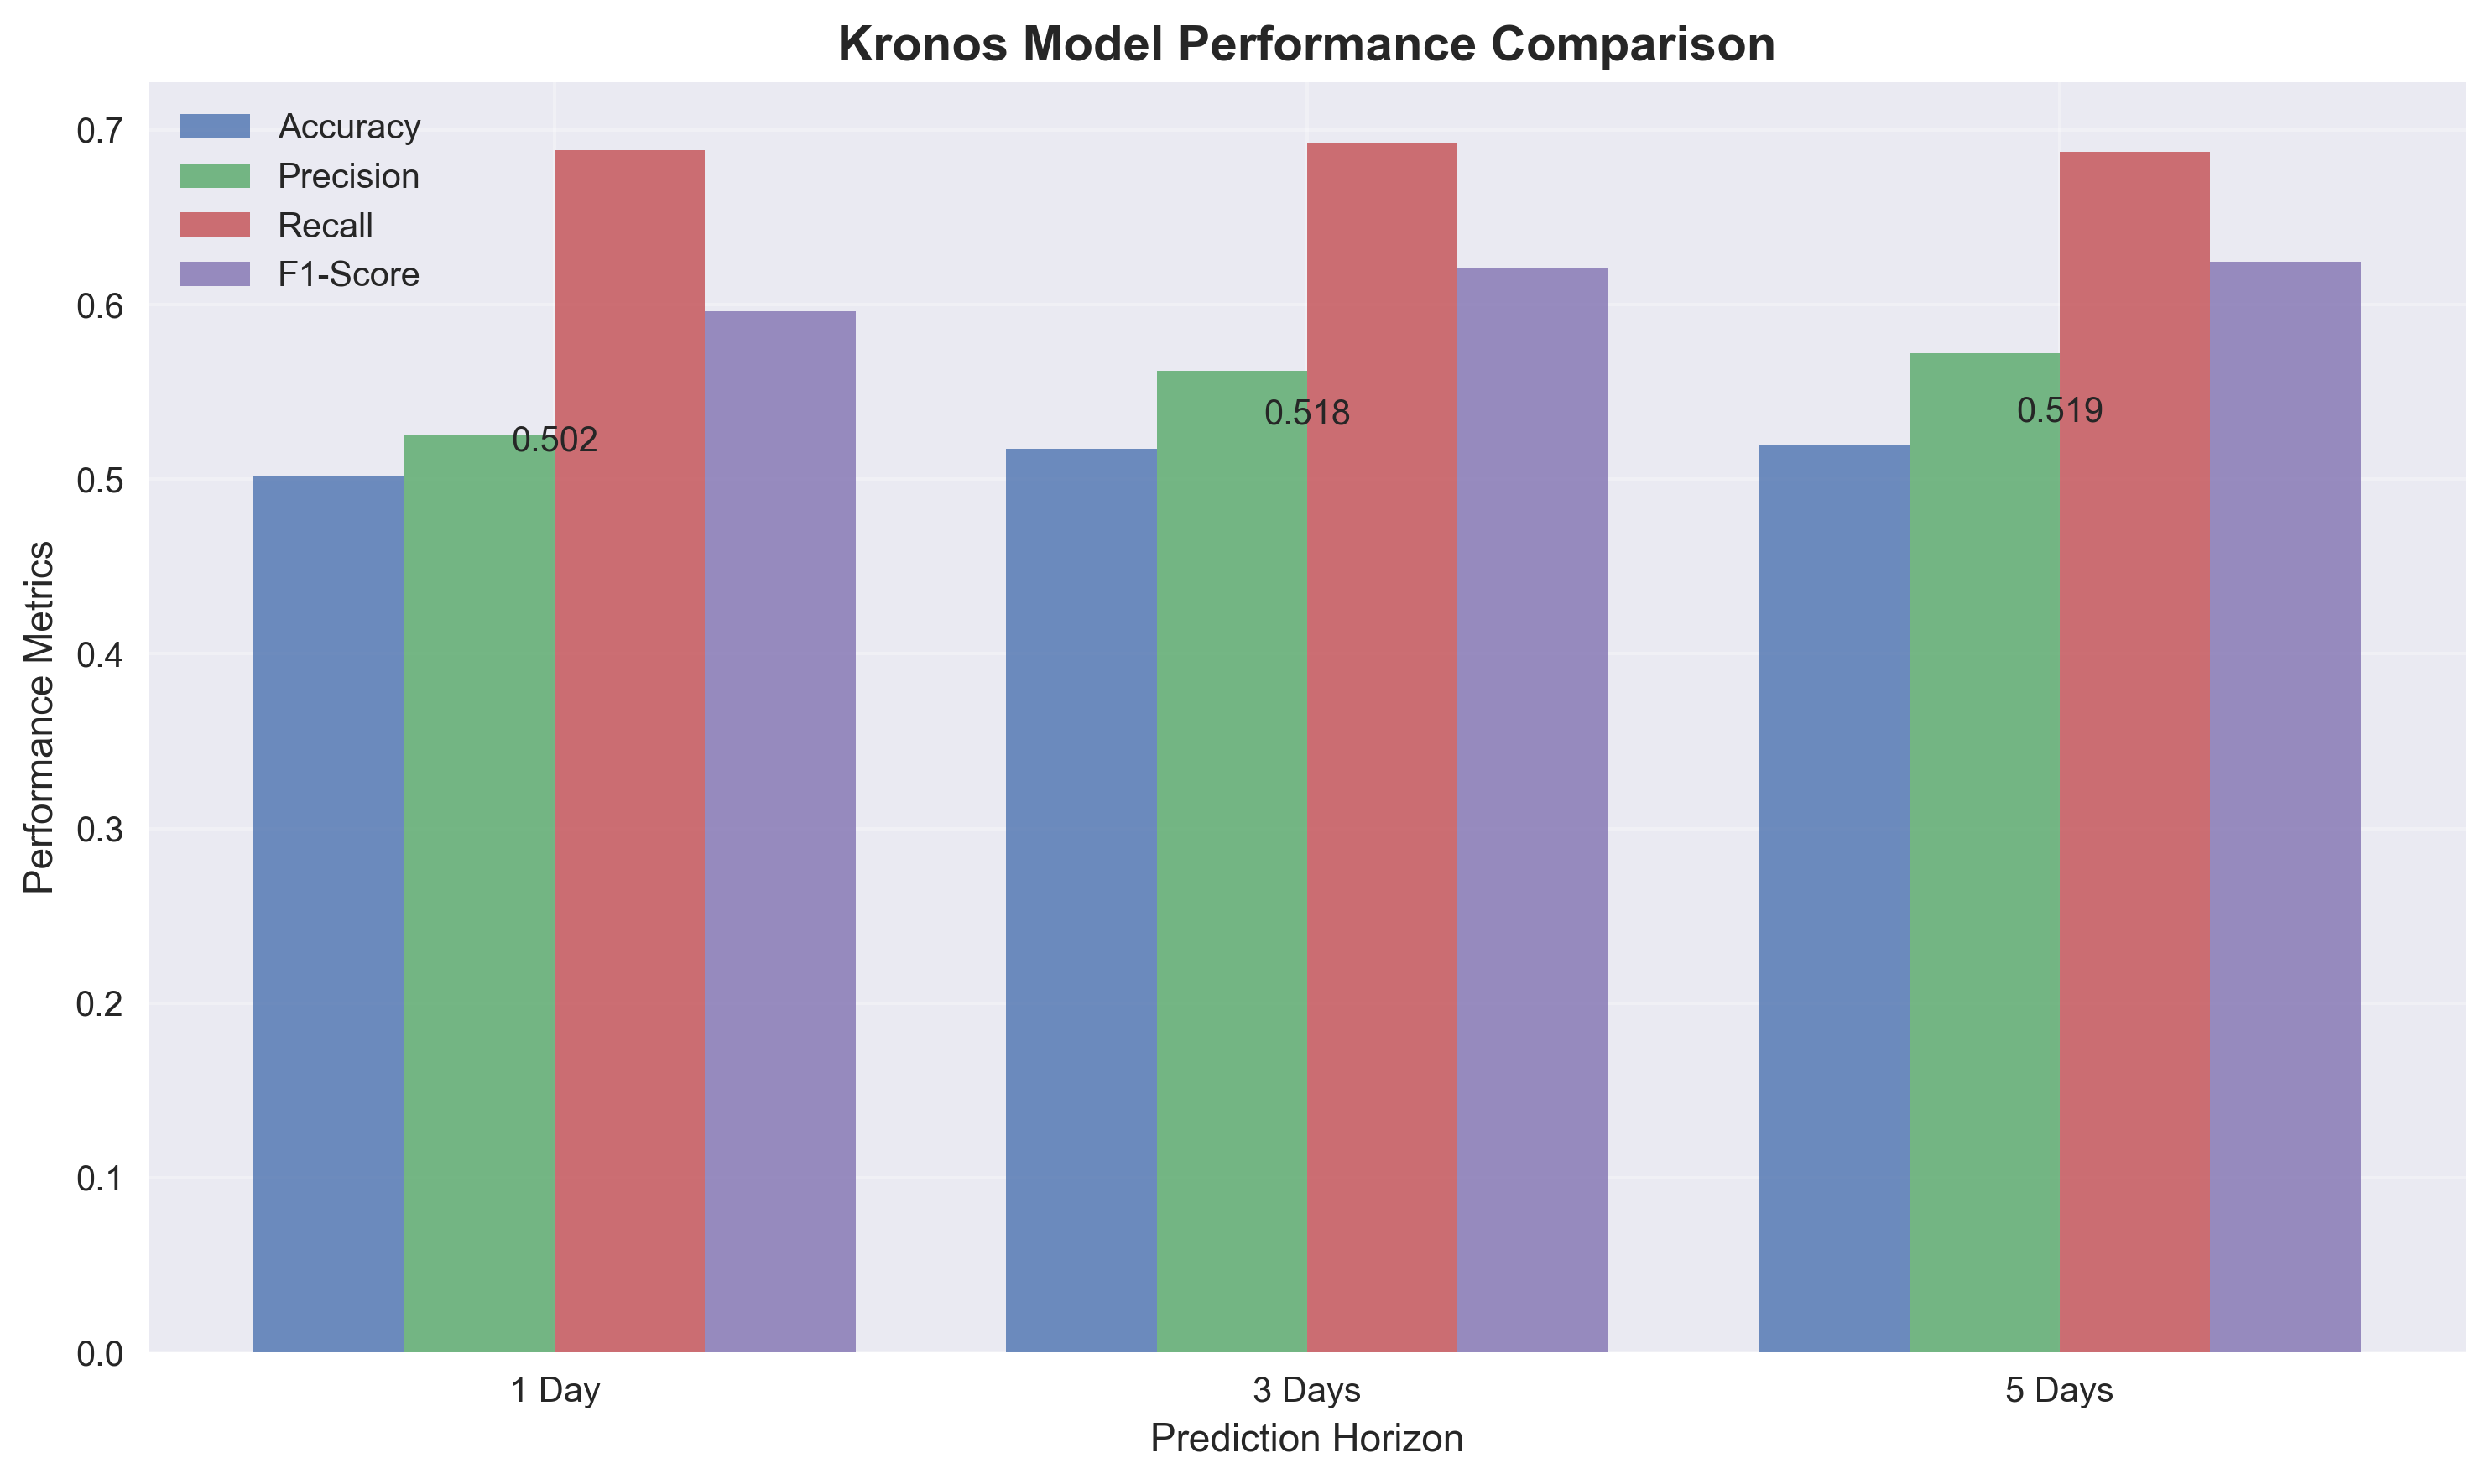 Kronos Model Performance Comparison
Accuracy
Precision
Recall
F1-Score
0.7
0.6
0.5
0.4
0.3
0.2
0.1
0.0
Performance Metrics
0.502
0.518
0.519
1 Day
3 Days
5 Days
Prediction Horizon